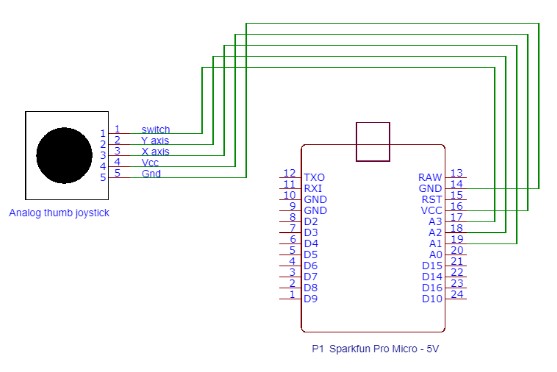 1 1 switch
2 2 Y axis
3 3 X axis
4 4 Vcc
5 5 Gnd
Analog thumb joystick
12 TXO RAW 13
11 RXI GND 14
10 GND RST 15
9 GND VCC 16
8 D2 A3 17
7 D3 A2 18
6 D4 A1 19
5 D5 A0 20
4 D6 D15 21
3 D7 D14 22
2 D8 D16 23
1 D9 D10 24
P1 Sparkfun Pro Micro - 5V